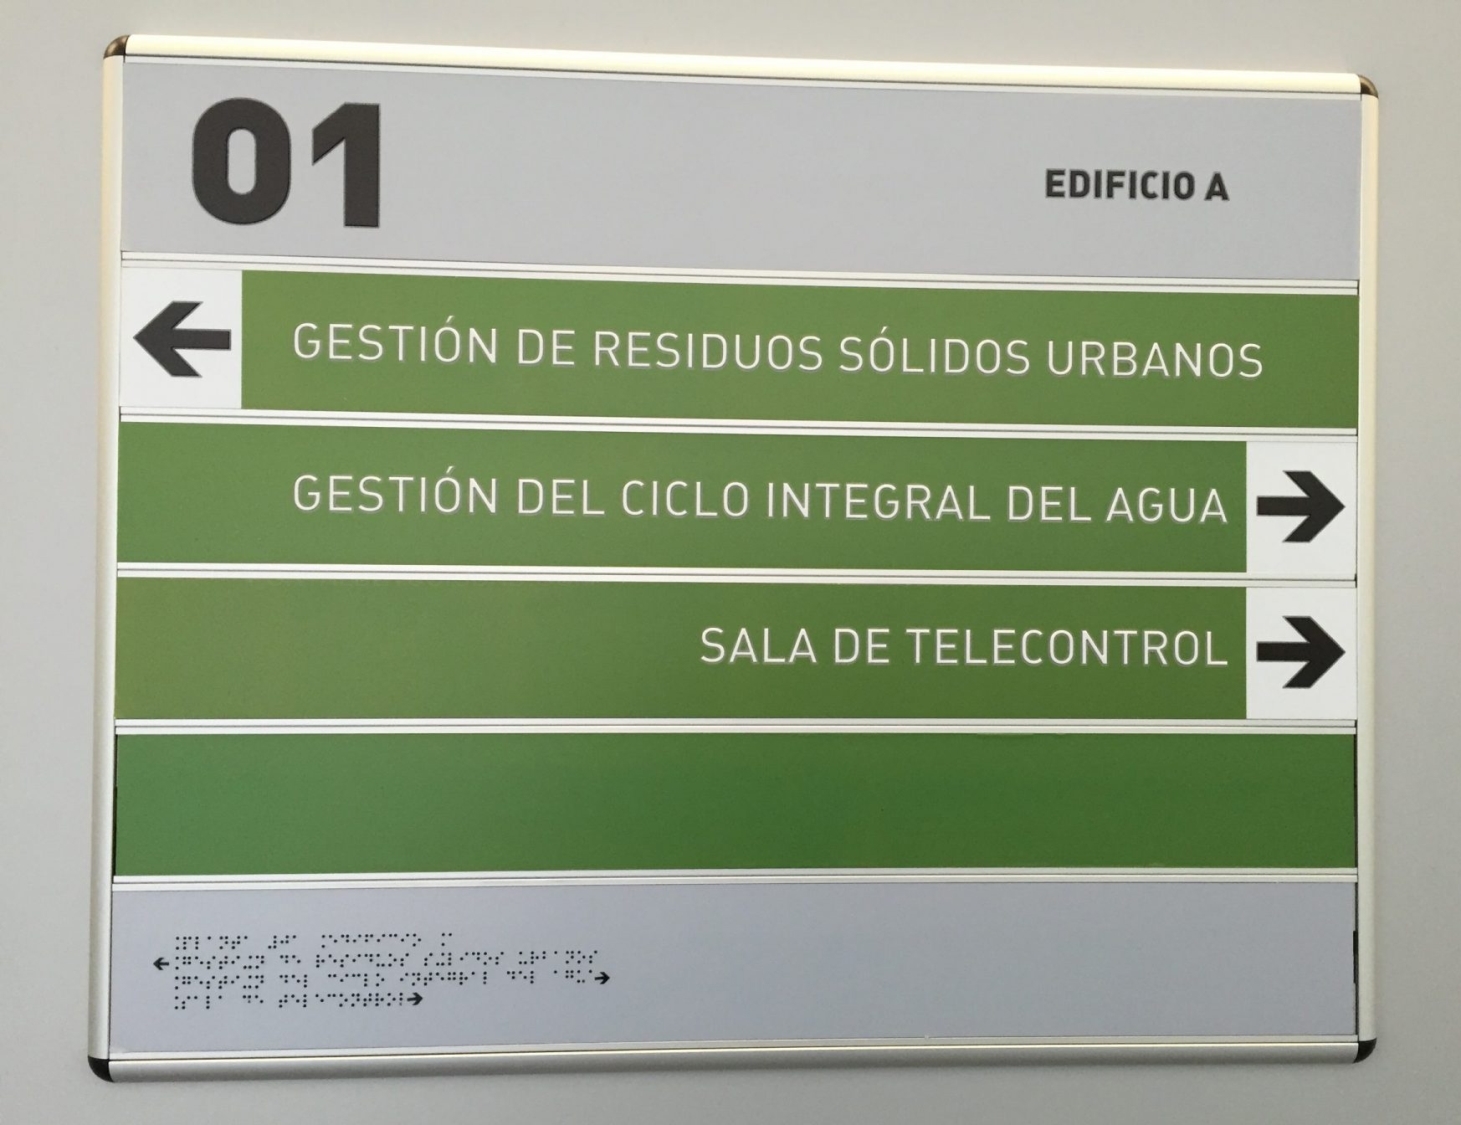 01
EDIFICIO A
← GESTIÓN DE RESIDUOS SÓLIDOS URBANOS
GESTIÓN DEL CICLO INTEGRAL DEL AGUA →
SALA DE TELECONTROL →